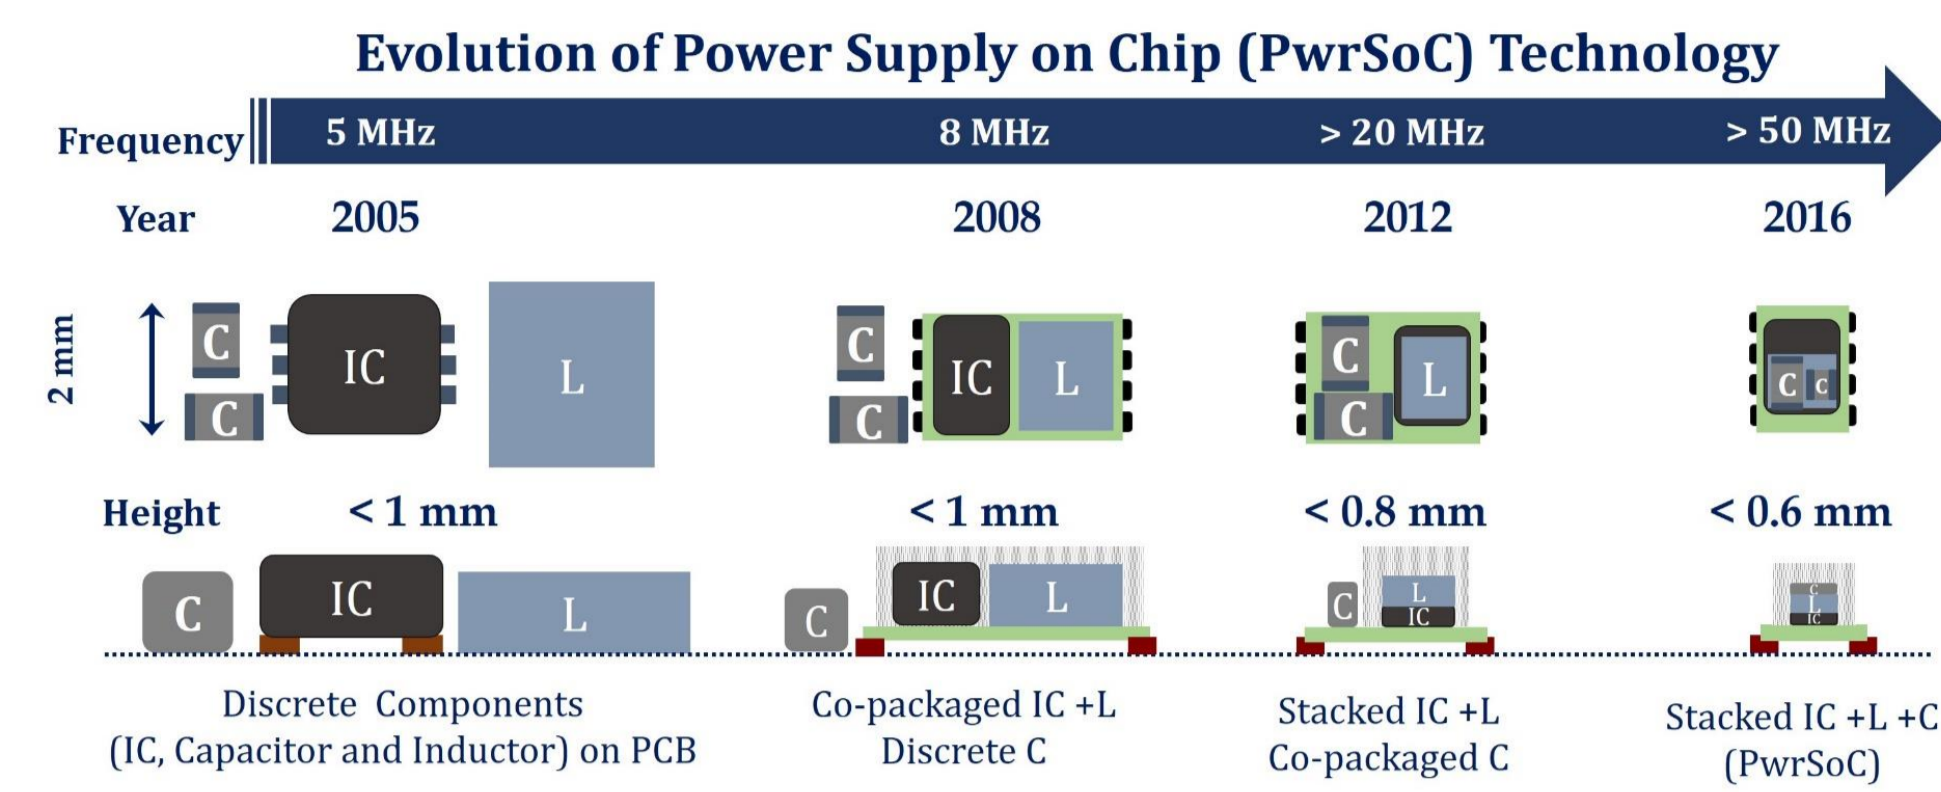 Evolution of Power Supply on Chip (PwrSoC) Technology
Frequency 5 MHz 8 MHz > 20 MHz > 50 MHz
Year 2005 2008 2012 2016
2 mm
C IC L C IC L C L C C
C C C
Height < 1 mm < 1 mm < 0.8 mm < 0.6 mm
C IC L C IC L C L IC C L IC
Discrete Components
(IC, Capacitor and Inductor) on PCB
Co-packaged IC +L
Discrete C
Stacked IC +L
Co-packaged C
Stacked IC +L +C
(PwrSoC)